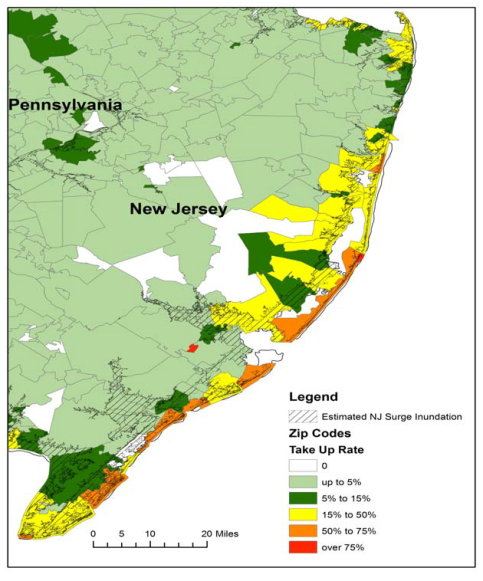 Pennsylvania
New Jersey
Legend
Estimated NJ Surge Inundation
Zip Codes
Take Up Rate
0
up to 5%
5% to 15%
15% to 50%
50% to 75%
over 75%
0 5 10 20 Miles